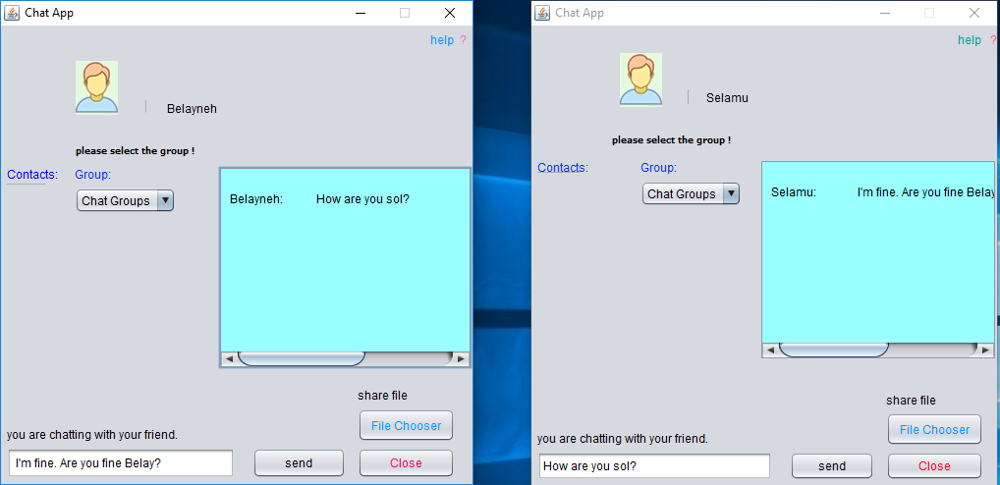 Chat App
help ?
Belayneh
please select the group !
Contacts:
Group:
Chat Groups
Belayneh: How are you sol?
share file
File Chooser
you are chatting with your friend.
I'm fine. Are you fine Belay?
send
Close
Chat App
help ?
Selamu
please select the group !
Contacts:
Group:
Chat Groups
Selamu: I'm fine. Are you fine Belay
share file
File Chooser
you are chatting with your friend.
How are you sol?
send
Close